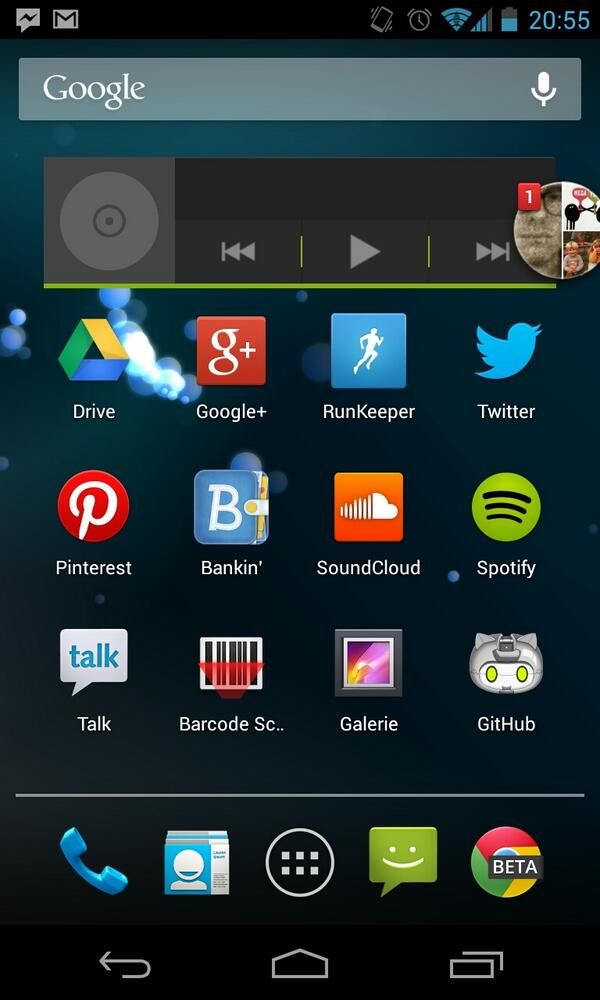 20:55
Google
1
Drive
Google+
RunKeeper
Twitter
Pinterest
Bankin'
SoundCloud
Spotify
talk
Talk
Barcode Sc..
Galerie
GitHub
BETA